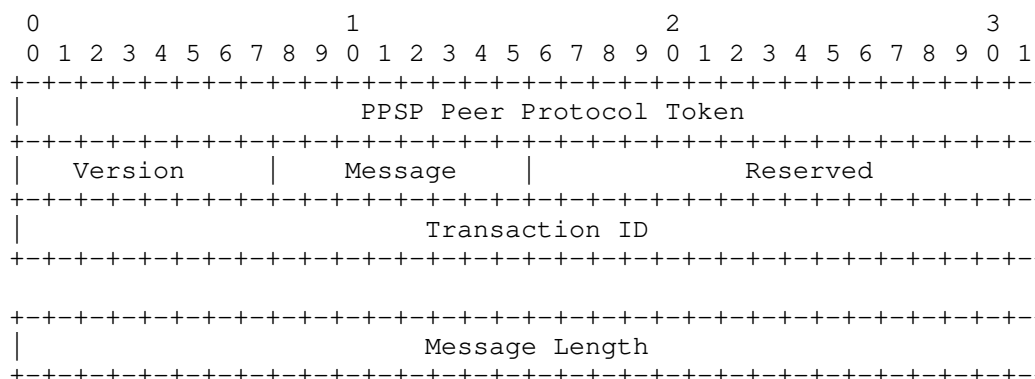 0                   1                   2                   3
 0 1 2 3 4 5 6 7 8 9 0 1 2 3 4 5 6 7 8 9 0 1 2 3 4 5 6 7 8 9 0 1
+-+-+-+-+-+-+-+-+-+-+-+-+-+-+-+-+-+-+-+-+-+-+-+-+-+-+-+-+-+-+-+-
|                     PPSP Peer Protocol Token
+-+-+-+-+-+-+-+-+-+-+-+-+-+-+-+-+-+-+-+-+-+-+-+-+-+-+-+-+-+-+-+-
|   Version     |    Message    |             Reserved
+-+-+-+-+-+-+-+-+-+-+-+-+-+-+-+-+-+-+-+-+-+-+-+-+-+-+-+-+-+-+-+-
|                         Transaction ID
+-+-+-+-+-+-+-+-+-+-+-+-+-+-+-+-+-+-+-+-+-+-+-+-+-+-+-+-+-+-+-+-
+-+-+-+-+-+-+-+-+-+-+-+-+-+-+-+-+-+-+-+-+-+-+-+-+-+-+-+-+-+-+-+-
|                         Message Length
+-+-+-+-+-+-+-+-+-+-+-+-+-+-+-+-+-+-+-+-+-+-+-+-+-+-+-+-+-+-+-+-